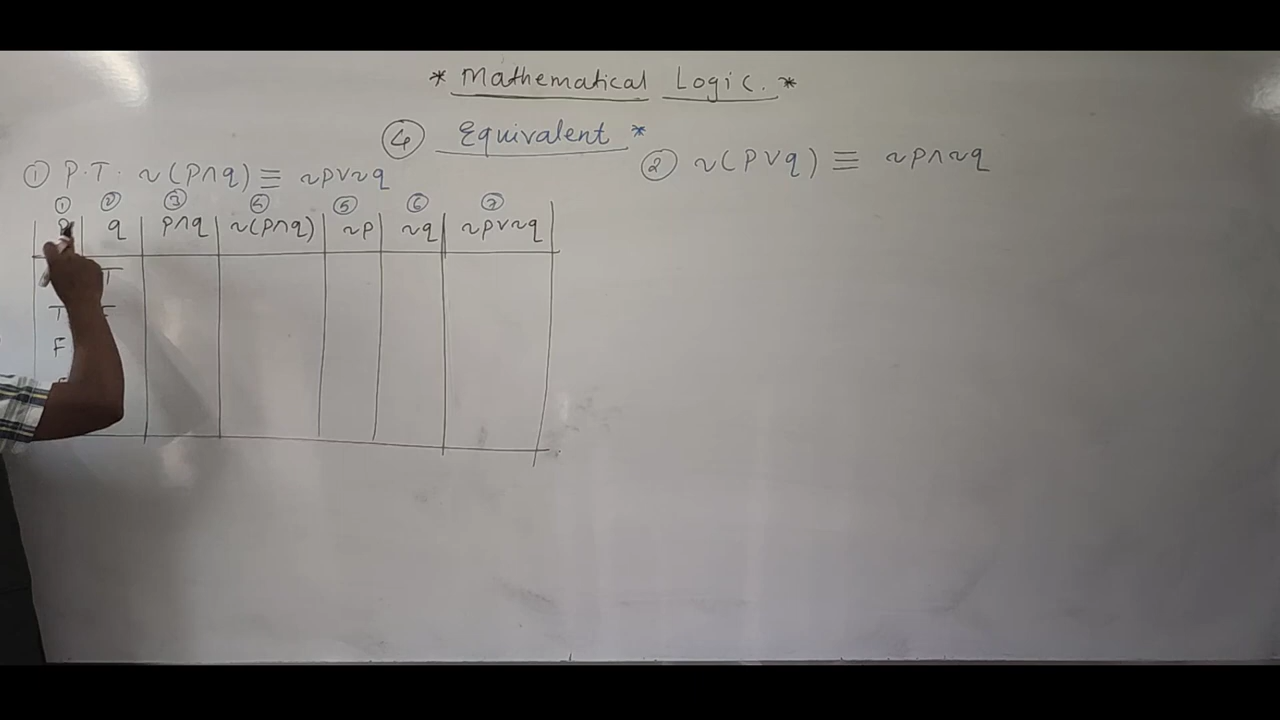 * Mathematical Logic. *
④ Equivalent *
① P.T. ~(p∧q) ≡ ~p∨~q
② ~(p∨q) ≡ ~p∧~q
① ② ③ ④ ⑤ ⑥ ⑦
p q p∧q ~(p∧q) ~p ~q ~p∨~q
T
T
F